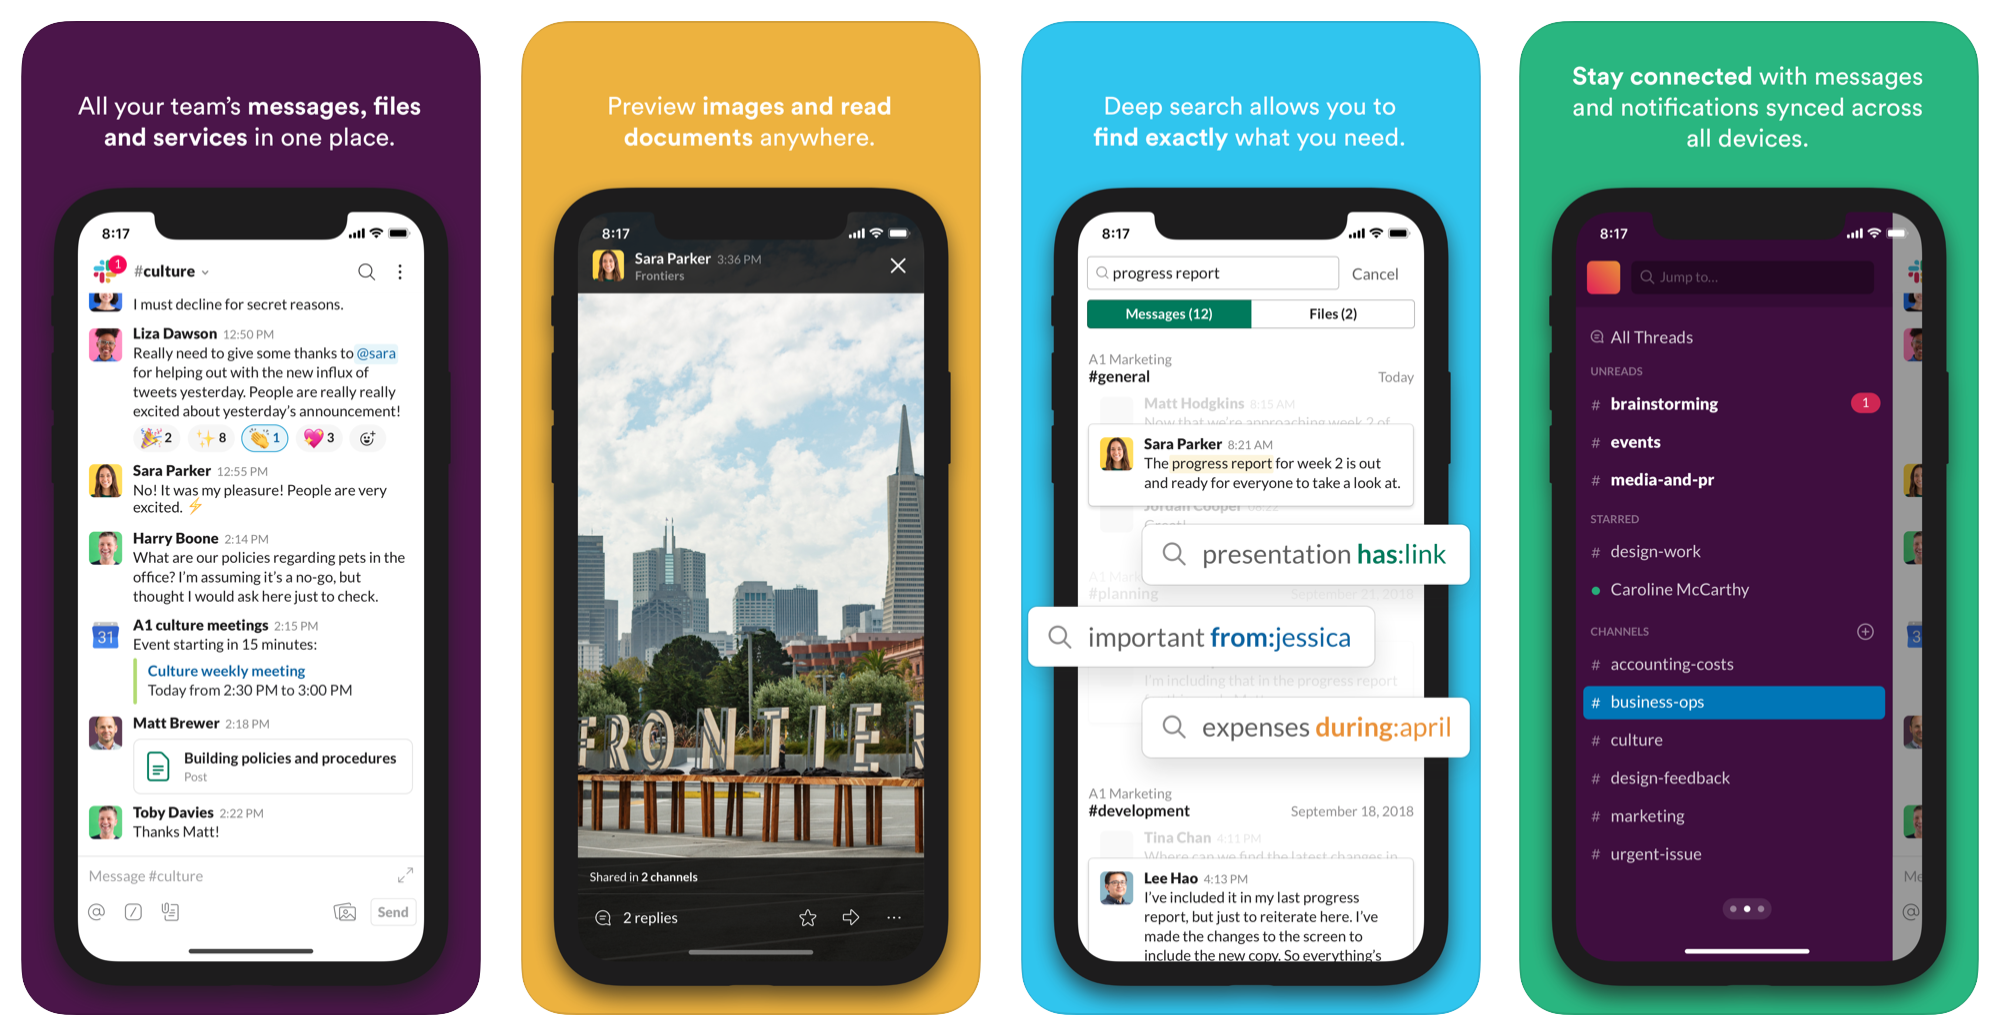 All your team’s messages, files
and services in one place.
8:17
1
#culture
I must decline for secret reasons.
Liza Dawson 12:50 PM
Really need to give some thanks to @sara
for helping out with the new influx of
tweets yesterday. People are really really
excited about yesterday’s announcement!
2 8 1 3
Sara Parker 12:55 PM
No! It was my pleasure! People are very
excited. ⚡
Harry Boone 2:14 PM
What are our policies regarding pets in the
office? I’m assuming it’s a no-go, but
thought I would ask here just to check.
31
A1 culture meetings 2:15 PM
Event starting in 15 minutes:
Culture weekly meeting
Today from 2:30 PM to 3:00 PM
Matt Brewer 2:18 PM
Building policies and procedures
Post
Toby Davies 2:22 PM
Thanks Matt!
Message #culture
@
Send
Preview images and read
documents anywhere.
8:17
Sara Parker 3:36 PM
Frontiers
FRONTIER
Shared in 2 channels
2 replies
Deep search allows you to
find exactly what you need.
8:17
progress report
Cancel
Messages (12)
Files (2)
A1 Marketing
#general
Today
Matt Hodgkins 8:15 AM
Now that we’re approaching week 2 of
Sara Parker 8:21 AM
The progress report for week 2 is out
and ready for everyone to take a look at.
Jordan Cooper
presentation has:link
#planning
September 21, 2018
important from:jessica
I’m including that in the progress report
expenses during:april
A1 Marketing
#development
September 18, 2018
Tina Chan 4:11 PM
Where can we find the latest changes in
Lee Hao 4:13 PM
I’ve included it in my last progress
report, but just to reiterate here. I’ve
made the changes to the screen to
include the new copy. So everything’s
Stay connected with messages
and notifications synced across
all devices.
8:17
Jump to...
All Threads
UNREADS
# brainstorming
1
# events
# media-and-pr
STARRED
# design-work
Caroline McCarthy
CHANNELS
# accounting-costs
# business-ops
# culture
# design-feedback
# marketing
# urgent-issue
3
Me
@